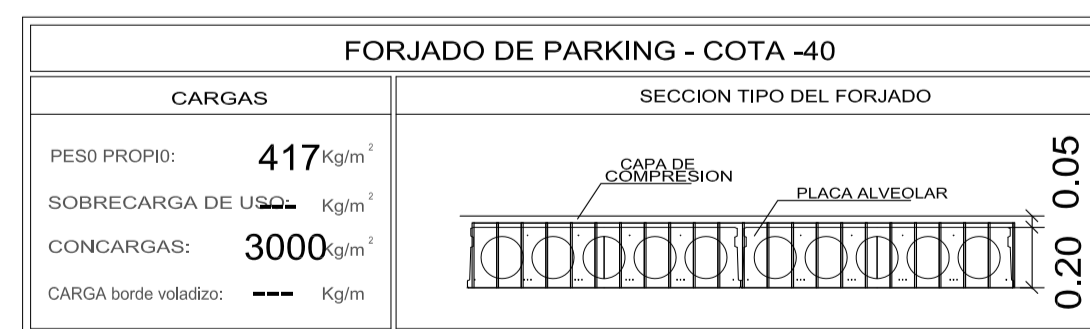 FORJADO DE PARKING - COTA -40
CARGAS
SECCION TIPO DEL FORJADO
PES0 PROPI0: 417 Kg/m²
SOBRECARGA DE USO: --- Kg/m²
CONCARGAS: 3000 Kg/m²
CARGA borde voladizo: --- Kg/m
CAPA DE
COMPRESION
PLACA ALVEOLAR
0.05
0.20